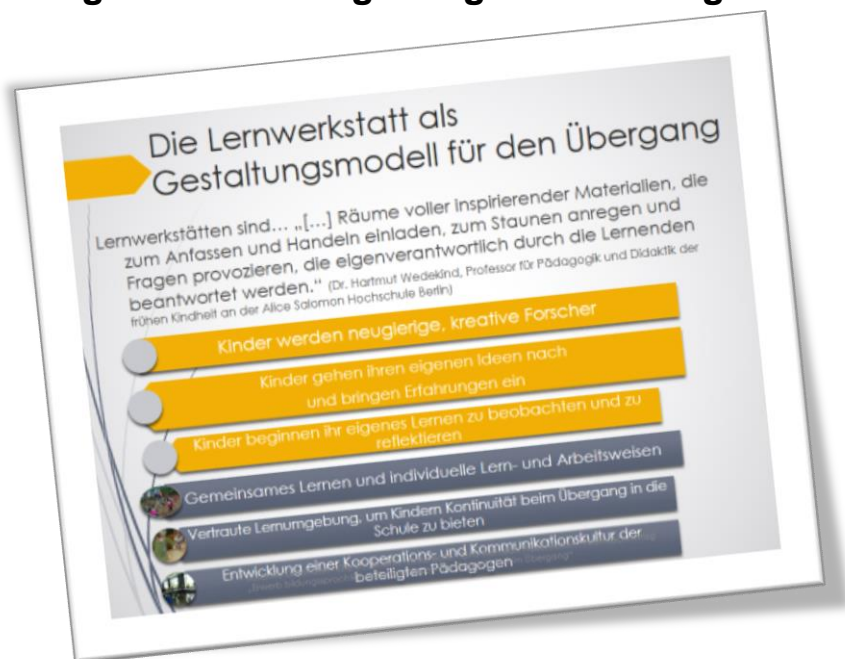 Die Lernwerkstatt als
Gestaltungsmodell für den Übergang
Lernwerkstätten sind… „[…] Räume voller inspirierender Materialien, die
zum Anfassen und Handeln einladen, zum Staunen anregen und
Fragen provozieren, die eigenverantwortlich durch die Lernenden
beantwortet werden.“ (Dr. Hartmut Wedekind, Professor für Pädagogik und Didaktik der
frühen Kindheit an der Alice Salomon Hochschule Berlin)
Kinder werden neugierige, kreative Forscher
Kinder gehen ihren eigenen Ideen nach
und bringen Erfahrungen ein
Kinder beginnen ihr eigenes Lernen zu beobachten und zu
reflektieren
Gemeinsames Lernen und individuelle Lern- und Arbeitsweisen
Vertraute Lernumgebung, um Kindern Kontinuität beim Übergang in die
Schule zu bieten
Entwicklung einer Kooperations- und Kommunikationskultur der
beteiligten Pädagogen